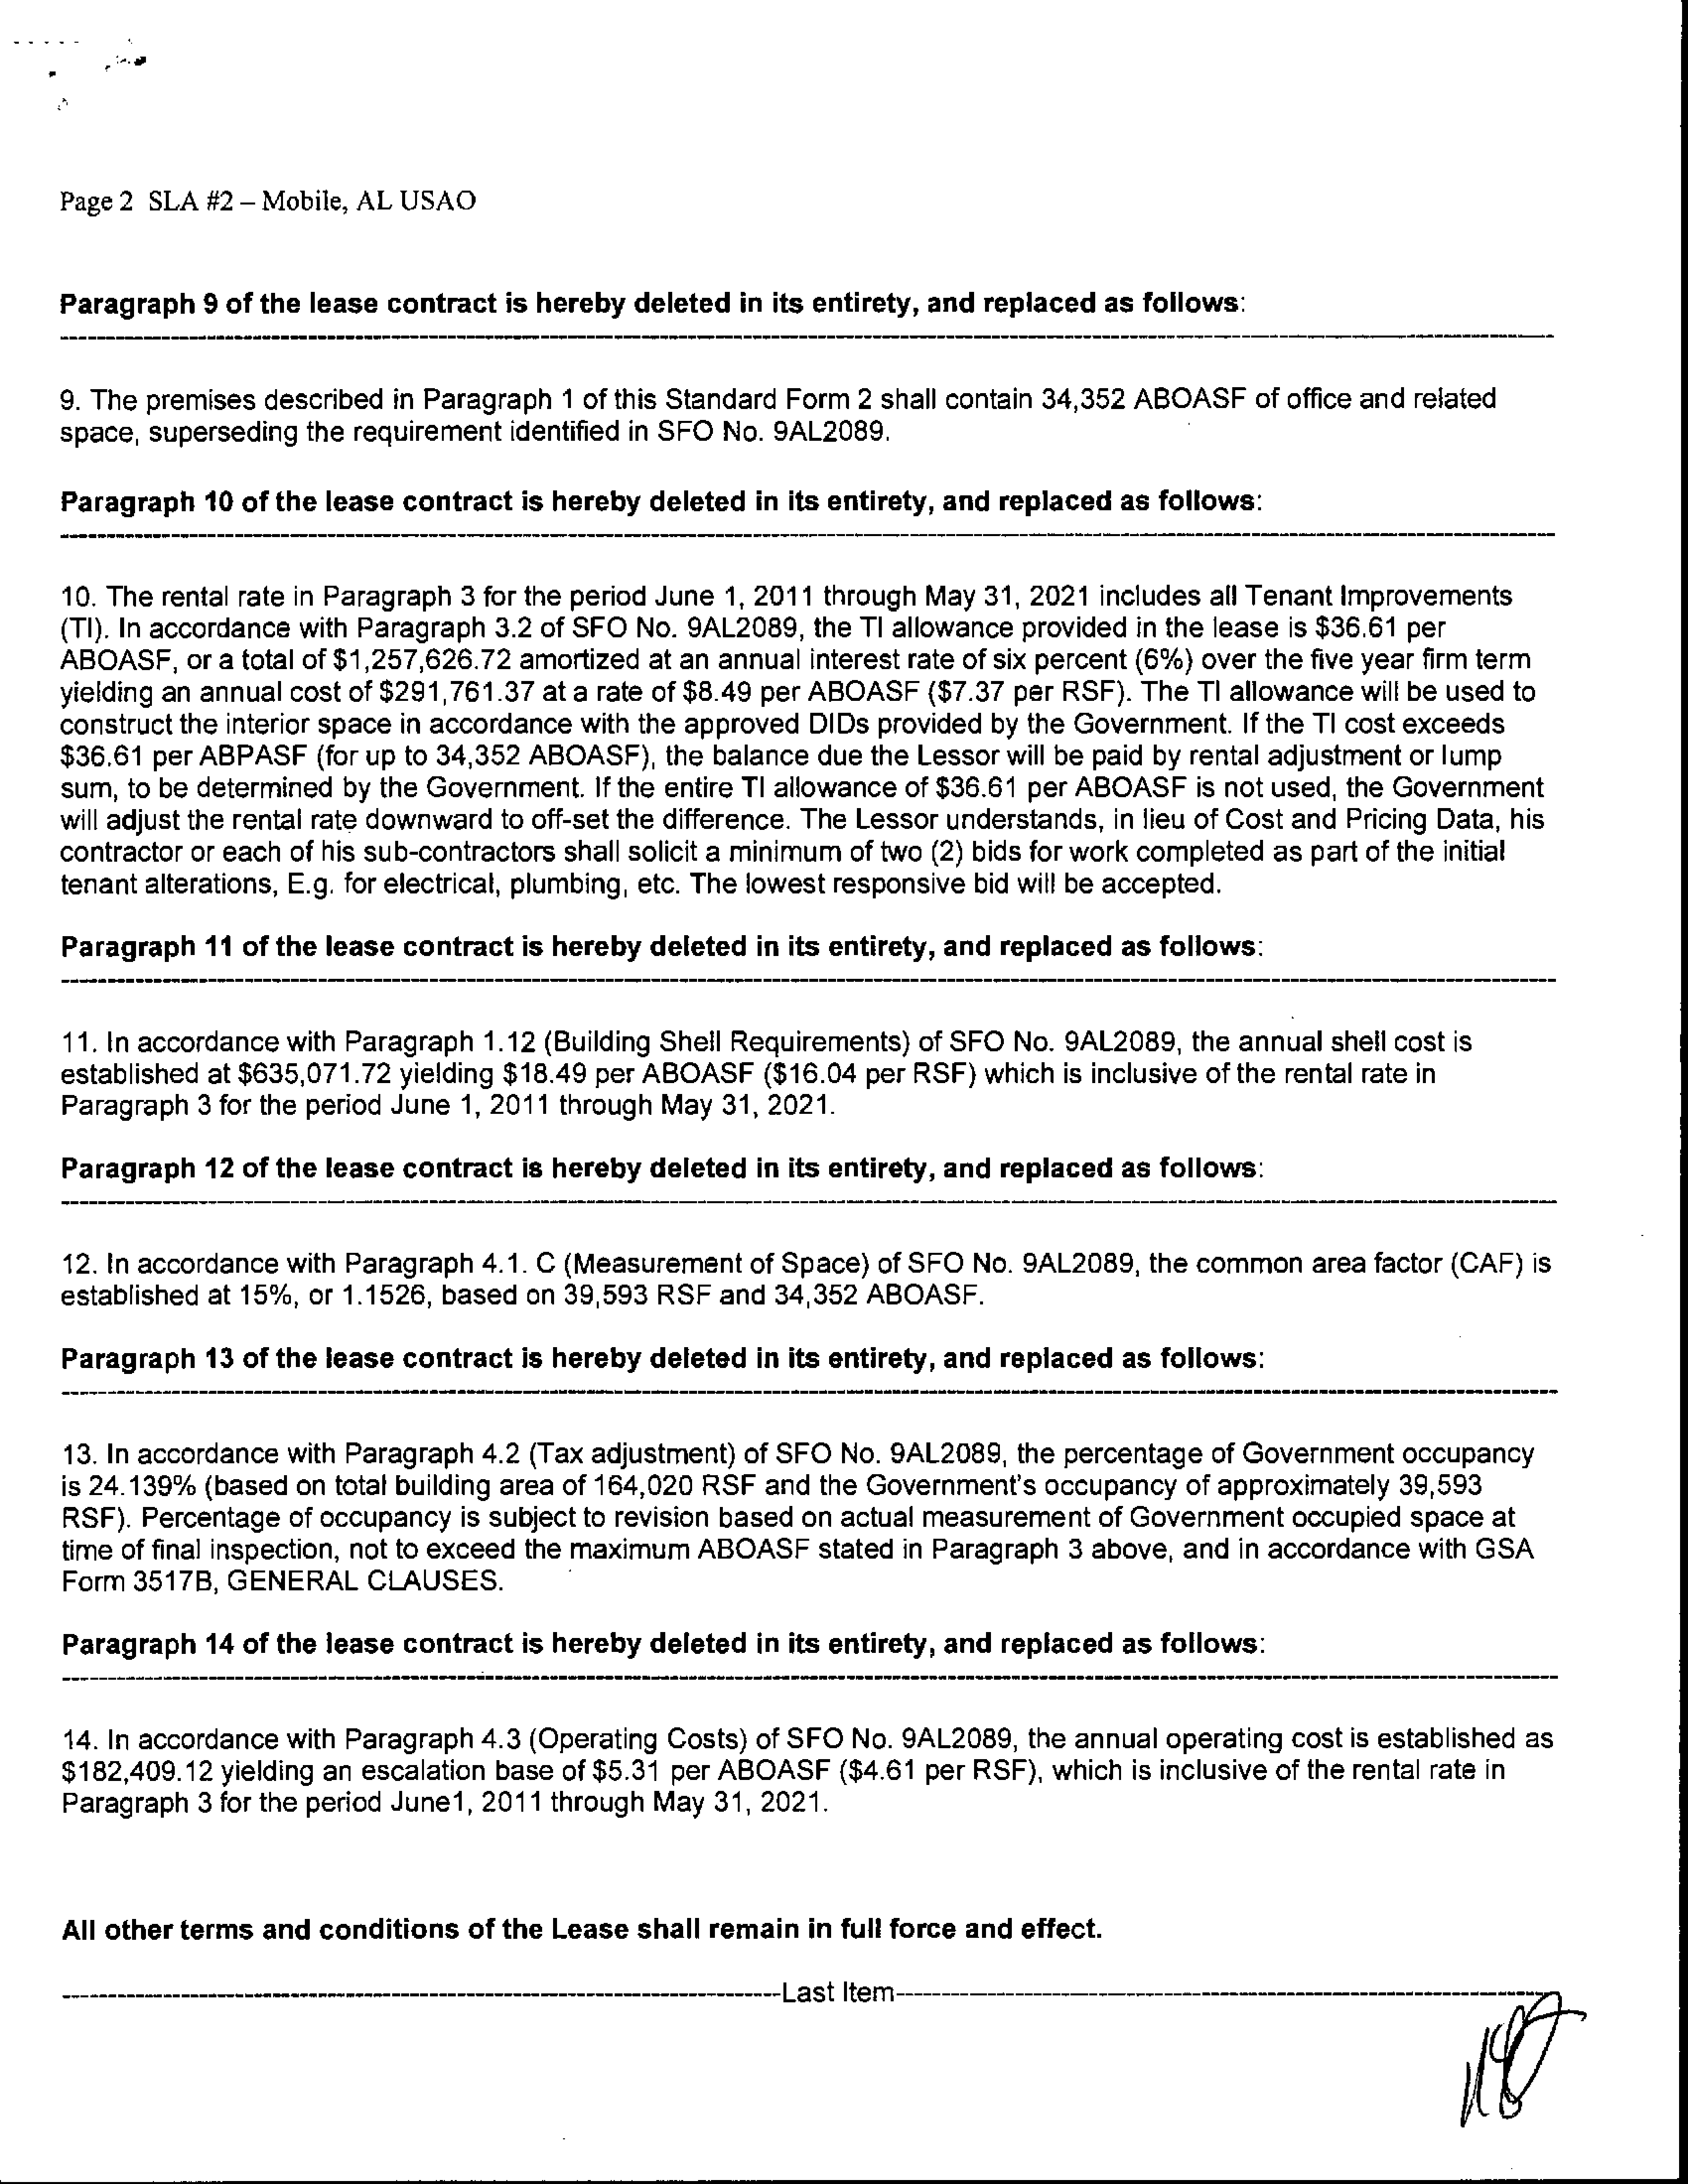 Page 2 SLA #2 – Mobile, AL USAO
Paragraph 9 of the lease contract is hereby deleted in its entirety, and replaced as follows:
9. The premises described in Paragraph 1 of this Standard Form 2 shall contain 34,352 ABOASF of office and related
space, superseding the requirement identified in SFO No. 9AL2089.
Paragraph 10 of the lease contract is hereby deleted in its entirety, and replaced as follows:
10. The rental rate in Paragraph 3 for the period June 1, 2011 through May 31, 2021 includes all Tenant Improvements
(TI). In accordance with Paragraph 3.2 of SFO No. 9AL2089, the TI allowance provided in the lease is $36.61 per
ABOASF, or a total of $1,257,626.72 amortized at an annual interest rate of six percent (6%) over the five year firm term
yielding an annual cost of $291,761.37 at a rate of $8.49 per ABOASF ($7.37 per RSF). The TI allowance will be used to
construct the interior space in accordance with the approved DIDs provided by the Government. If the TI cost exceeds
$36.61 per ABPASF (for up to 34,352 ABOASF), the balance due the Lessor will be paid by rental adjustment or lump
sum, to be determined by the Government. If the entire TI allowance of $36.61 per ABOASF is not used, the Government
will adjust the rental rate downward to off-set the difference. The Lessor understands, in lieu of Cost and Pricing Data, his
contractor or each of his sub-contractors shall solicit a minimum of two (2) bids for work completed as part of the initial
tenant alterations, E.g. for electrical, plumbing, etc. The lowest responsive bid will be accepted.
Paragraph 11 of the lease contract is hereby deleted in its entirety, and replaced as follows:
11. In accordance with Paragraph 1.12 (Building Shell Requirements) of SFO No. 9AL2089, the annual shell cost is
established at $635,071.72 yielding $18.49 per ABOASF ($16.04 per RSF) which is inclusive of the rental rate in
Paragraph 3 for the period June 1, 2011 through May 31, 2021.
Paragraph 12 of the lease contract is hereby deleted in its entirety, and replaced as follows:
12. In accordance with Paragraph 4.1. C (Measurement of Space) of SFO No. 9AL2089, the common area factor (CAF) is
established at 15%, or 1.1526, based on 39,593 RSF and 34,352 ABOASF.
Paragraph 13 of the lease contract is hereby deleted in its entirety, and replaced as follows:
13. In accordance with Paragraph 4.2 (Tax adjustment) of SFO No. 9AL2089, the percentage of Government occupancy
is 24.139% (based on total building area of 164,020 RSF and the Government's occupancy of approximately 39,593
RSF). Percentage of occupancy is subject to revision based on actual measurement of Government occupied space at
time of final inspection, not to exceed the maximum ABOASF stated in Paragraph 3 above, and in accordance with GSA
Form 3517B, GENERAL CLAUSES.
Paragraph 14 of the lease contract is hereby deleted in its entirety, and replaced as follows:
14. In accordance with Paragraph 4.3 (Operating Costs) of SFO No. 9AL2089, the annual operating cost is established as
$182,409.12 yielding an escalation base of $5.31 per ABOASF ($4.61 per RSF), which is inclusive of the rental rate in
Paragraph 3 for the period June1, 2011 through May 31, 2021.
All other terms and conditions of the Lease shall remain in full force and effect.
Last Item